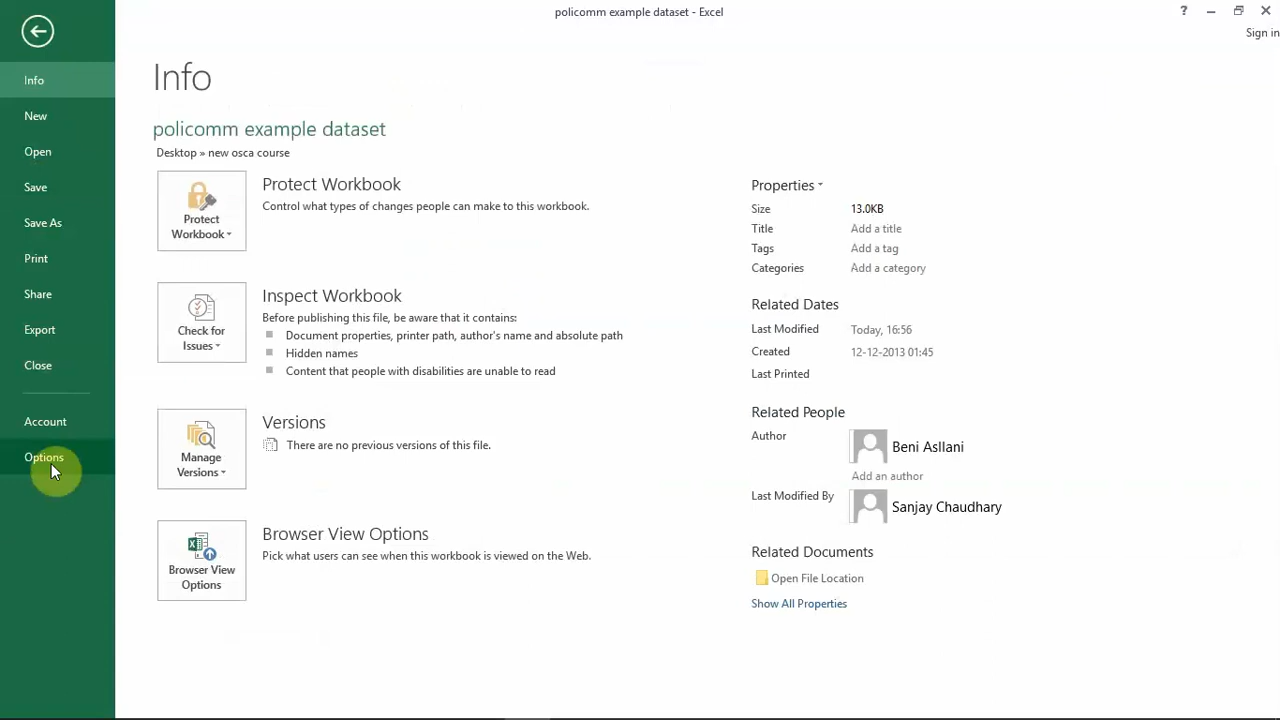 policomm example dataset - Excel
?
Sign in
Info
New
Open
Save
Save As
Print
Share
Export
Close
Account
Options
Info
policomm example dataset
Desktop » new osca course
Protect Workbook
Protect Workbook
Control what types of changes people can make to this workbook.
Check for Issues
Inspect Workbook
Before publishing this file, be aware that it contains:
Document properties, printer path, author's name and absolute path
Hidden names
Content that people with disabilities are unable to read
Manage Versions
Versions
There are no previous versions of this file.
Browser View Options
Browser View Options
Pick what users can see when this workbook is viewed on the Web.
Properties
Size 13.0KB
Title Add a title
Tags Add a tag
Categories Add a category
Related Dates
Last Modified Today, 16:56
Created 12-12-2013 01:45
Last Printed
Related People
Author Beni Asllani
Add an author
Last Modified By Sanjay Chaudhary
Related Documents
Open File Location
Show All Properties